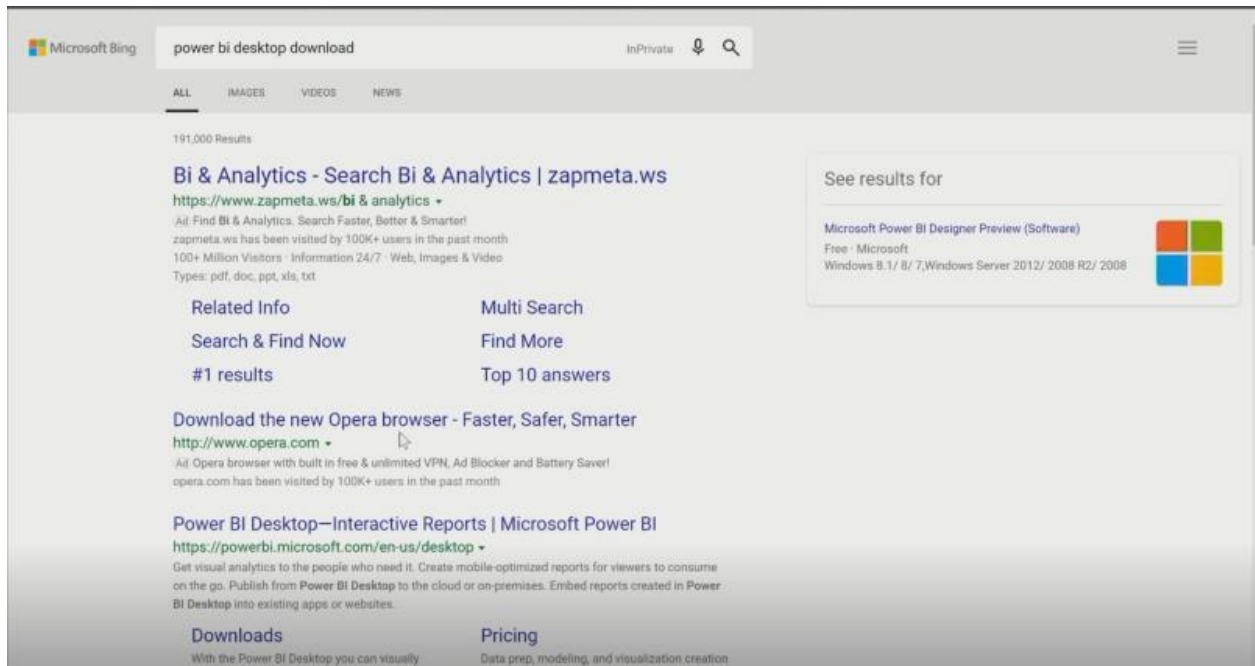 Microsoft Bing
power bi desktop download
InPrivate
ALL IMAGES VIDEOS NEWS
191,000 Results
Bi & Analytics - Search Bi & Analytics | zapmeta.ws
https://www.zapmeta.ws/bi & analytics
Ad Find Bi & Analytics. Search Faster, Better & Smarter!
zapmeta.ws has been visited by 100K+ users in the past month
100+ Million Visitors · Information 24/7 · Web, Images & Video
Types: pdf, doc, ppt, xls, txt
Related Info Multi Search
Search & Find Now Find More
#1 results Top 10 answers
Download the new Opera browser - Faster, Safer, Smarter
http://www.opera.com
Ad Opera browser with built in free & unlimited VPN, Ad Blocker and Battery Saver!
opera.com has been visited by 100K+ users in the past month
Power BI Desktop—Interactive Reports | Microsoft Power BI
https://powerbi.microsoft.com/en-us/desktop
Get visual analytics to the people who need it. Create mobile-optimized reports for viewers to consume
on the go. Publish from Power BI Desktop to the cloud or on-premises. Embed reports created in Power
BI Desktop into existing apps or websites.
Downloads Pricing
With the Power BI Desktop you can visually Data prep, modeling, and visualization creation
See results for
Microsoft Power BI Designer Preview (Software)
Free · Microsoft
Windows 8.1/ 8/ 7,Windows Server 2012/ 2008 R2/ 2008